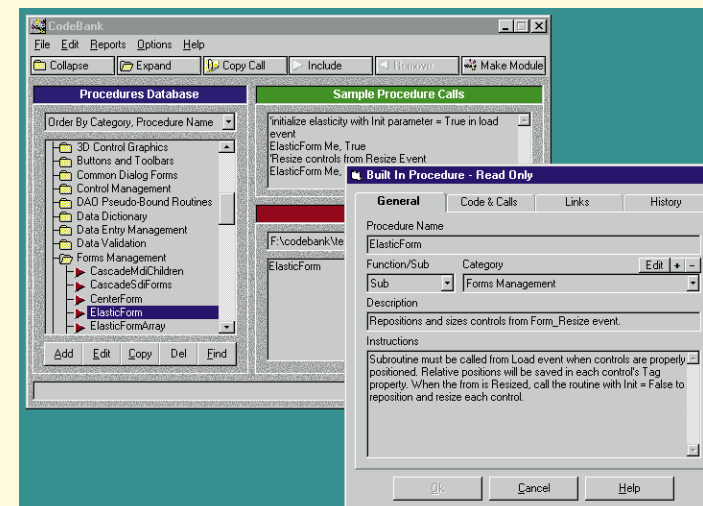 CodeBank
File Edit Reports Options Help
Collapse Expand Copy Call Include Remove Make Module
Procedures Database
Order By Category, Procedure Name
3D Control Graphics
Buttons and Toolbars
Common Dialog Forms
Control Management
DAO Pseudo-Bound Routines
Data Dictionary
Data Entry Management
Data Validation
Forms Management
CascadeMdiChildren
CascadeSdiForms
CenterForm
ElasticForm
ElasticFormArray
Add Edit Copy Del Find
Sample Procedure Calls
'initialize elasticity with Init parameter = True in load
event
ElasticForm Me, True
'Resize controls from Resize Event
ElasticForm Me,
F:\codebank\te
ElasticForm
Built In Procedure - Read Only
General Code & Calls Links History
Procedure Name
ElasticForm
Function/Sub Category Edit + -
Sub Forms Management
Description
Repositions and sizes controls from Form_Resize event.
Instructions
Subroutine must be called from Load event when controls are properly
positioned. Relative positions will be saved in each control's Tag
property. When the from is Resized, call the routine with Init = False to
reposition and resize each control.
Ok Cancel Help